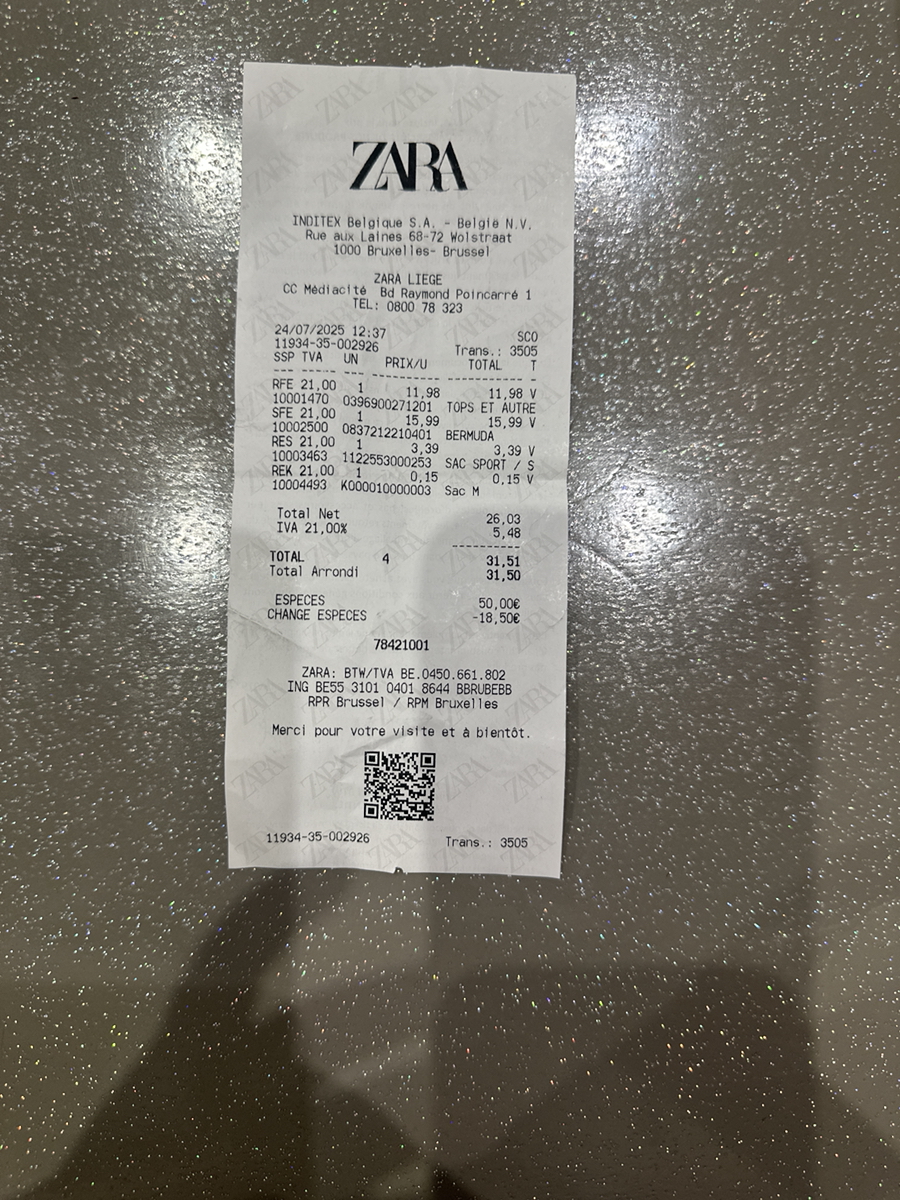 ZARA
INDITEX Belgique S.A. - België N.V.
Rue aux Laines 68-72 Wolstraat
1000 Bruxelles- Brussel
ZARA LIEGE
CC Médiacité Bd Raymond Poincarré 1
TEL: 0800 78 323
24/07/2025 12:37 SCO
11934-35-002926 Trans.: 3505
SSP TVA UN PRIX/U TOTAL T
--- ----- --- ---------- ---------- -
RFE 21,00 1 11,98 11,98 V
10001470 0396900271201 TOPS ET AUTRE
SFE 21,00 1 15,99 15,99 V
10002500 0837212210401 BERMUDA
RES 21,00 1 3,39 3,39 V
10003463 1122553000253 SAC SPORT / S
REK 21,00 1 0,15 0,15 V
10004493 K000010000003 Sac M
Total Net 26,03
IVA 21,00% 5,48
----------
TOTAL 4 31,51
Total Arrondi 31,50
ESPECES 50,00€
CHANGE ESPECES -18,50€
78421001
ZARA: BTW/TVA BE.0450.661.802
ING BE55 3101 0401 8644 BBRUBEBB
RPR Brussel / RPM Bruxelles
Merci pour votre visite et à bientôt.
11934-35-002926 Trans.: 3505